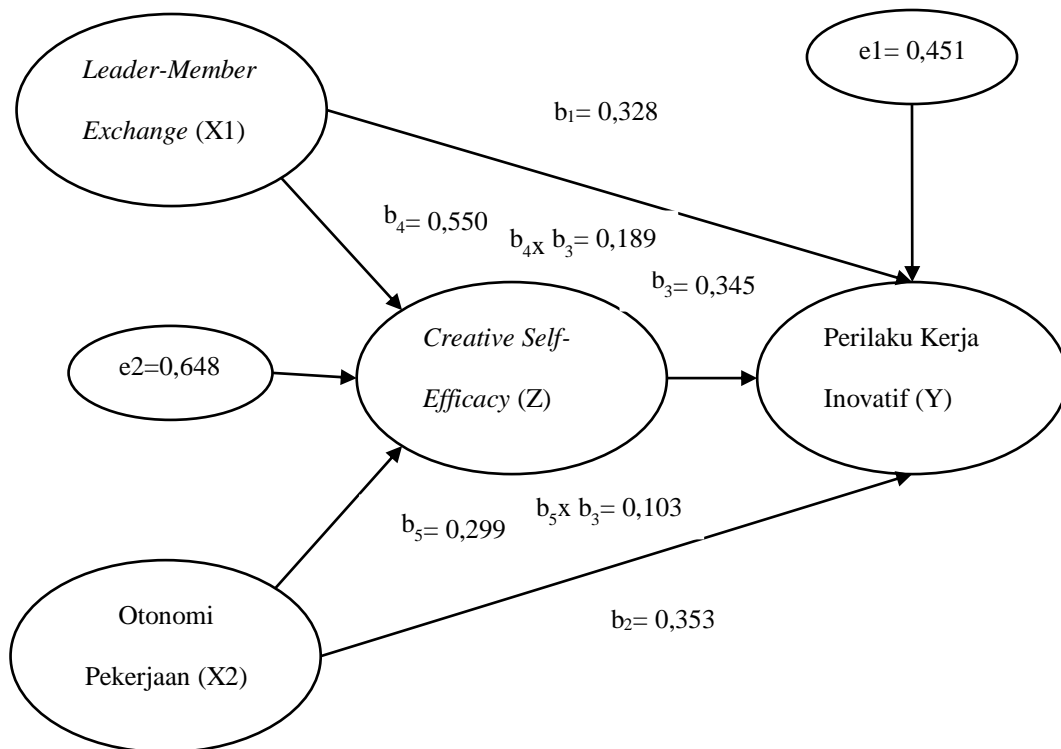 Leader-Member
Exchange (X1)
e1= 0,451
b1= 0,328
b4= 0,550
b4x b3= 0,189
b3= 0,345
e2=0,648
Creative Self-
Efficacy (Z)
Perilaku Kerja
Inovatif (Y)
b5= 0,299
b5x b3= 0,103
b2= 0,353
Otonomi
Pekerjaan (X2)